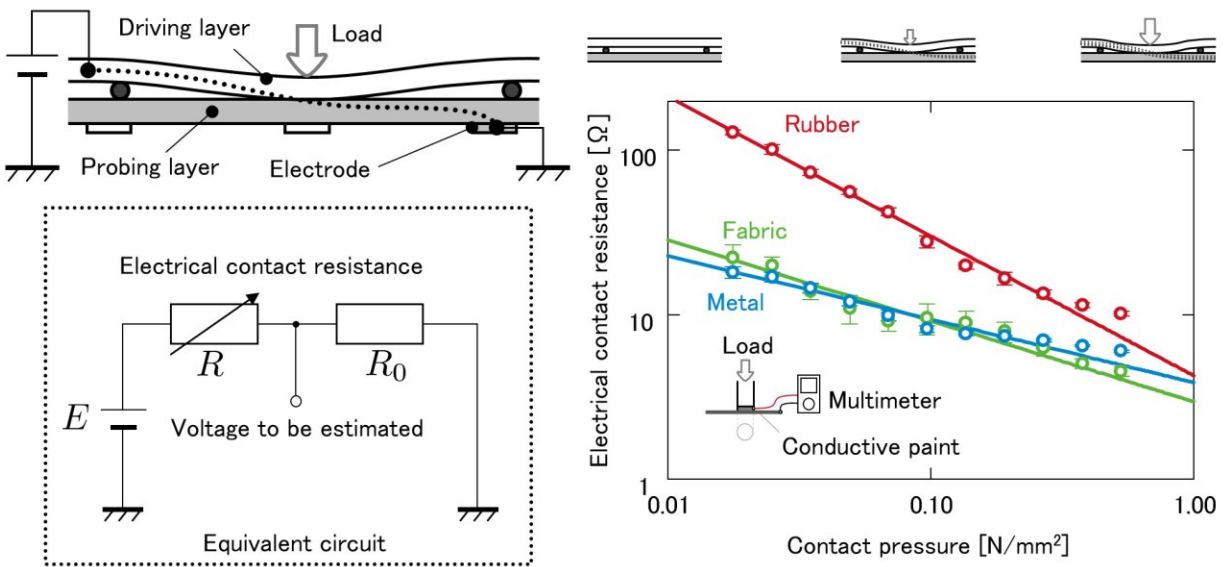 Driving layer
Load
Probing layer
Electrode
Electrical contact resistance
R
R₀
E
Voltage to be estimated
Equivalent circuit
Electrical contact resistance [Ω]
100
10
1
Rubber
Fabric
Metal
Load
Multimeter
Conductive paint
0.01
0.10
1.00
Contact pressure [N/mm²]